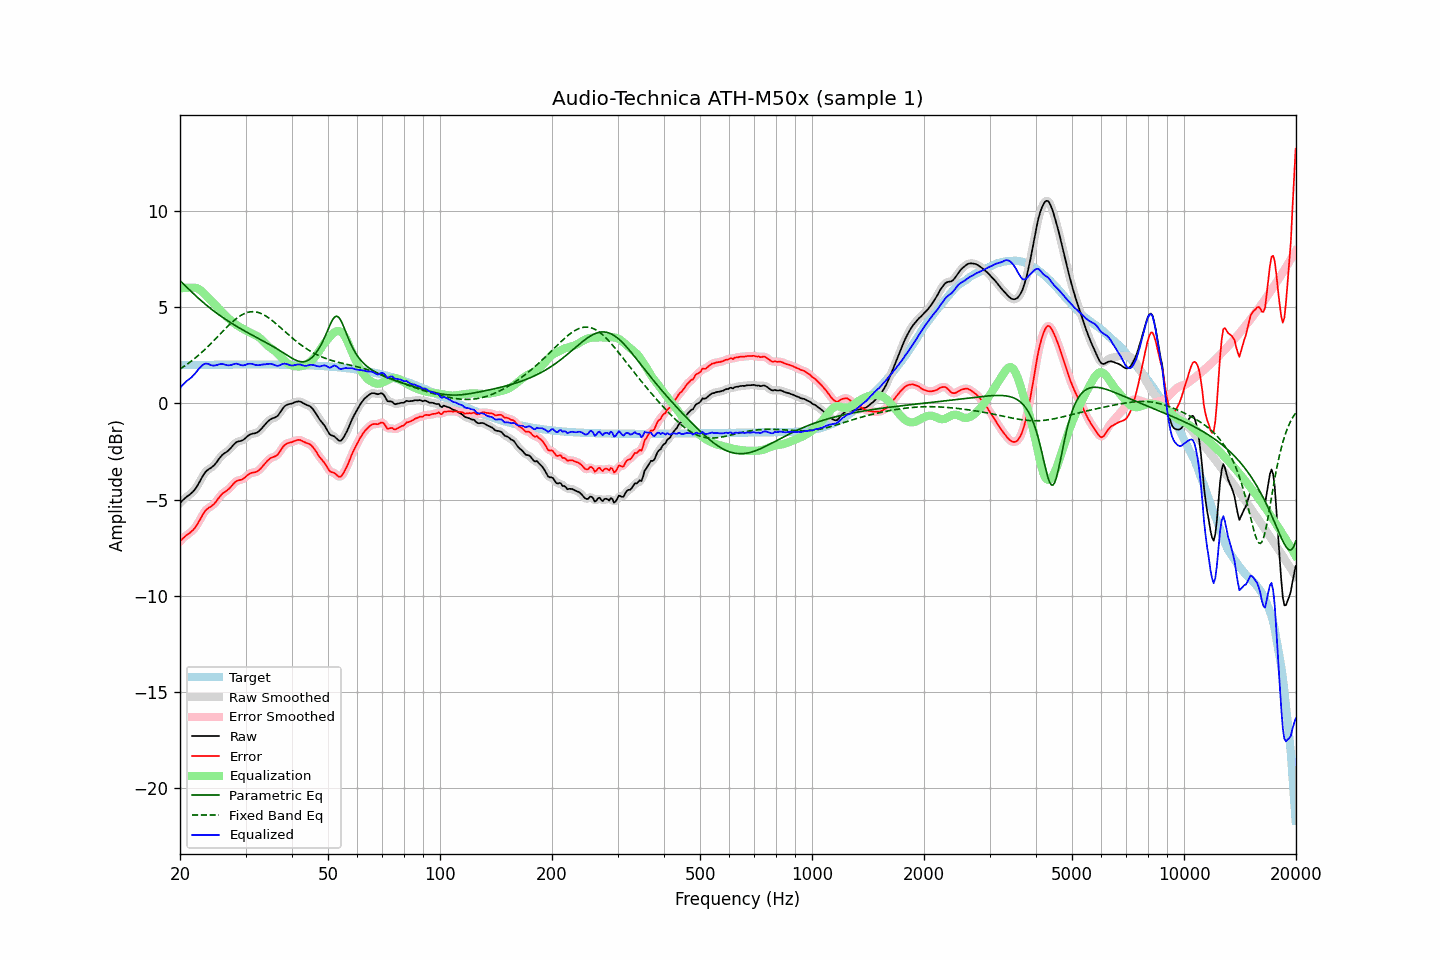 Audio-Technica ATH-M50x (sample 1)
Amplitude (dBr)
10
5
0
−5
−10
−15
−20
Target
Raw Smoothed
Error Smoothed
Raw
Error
Equalization
Parametric Eq
Fixed Band Eq
Equalized
20 50 100 200 500 1000 2000 5000 10000 20000
Frequency (Hz)